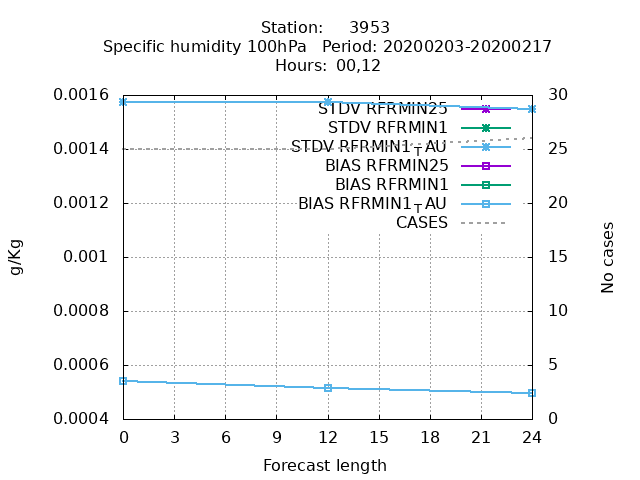 Station: 3953
Specific humidity 100hPa Period: 20200203-20200217
Hours: 00,12
0.0016
0.0014
0.0012
0.001
0.0008
0.0006
0.0004
g/Kg
30
25
20
15
10
5
0
No cases
STDV RFRMIN25
STDV RFRMIN1
STDV RFRMIN1_TAU
BIAS RFRMIN25
BIAS RFRMIN1
BIAS RFRMIN1_TAU
CASES
0 3 6 9 12 15 18 21 24
Forecast length